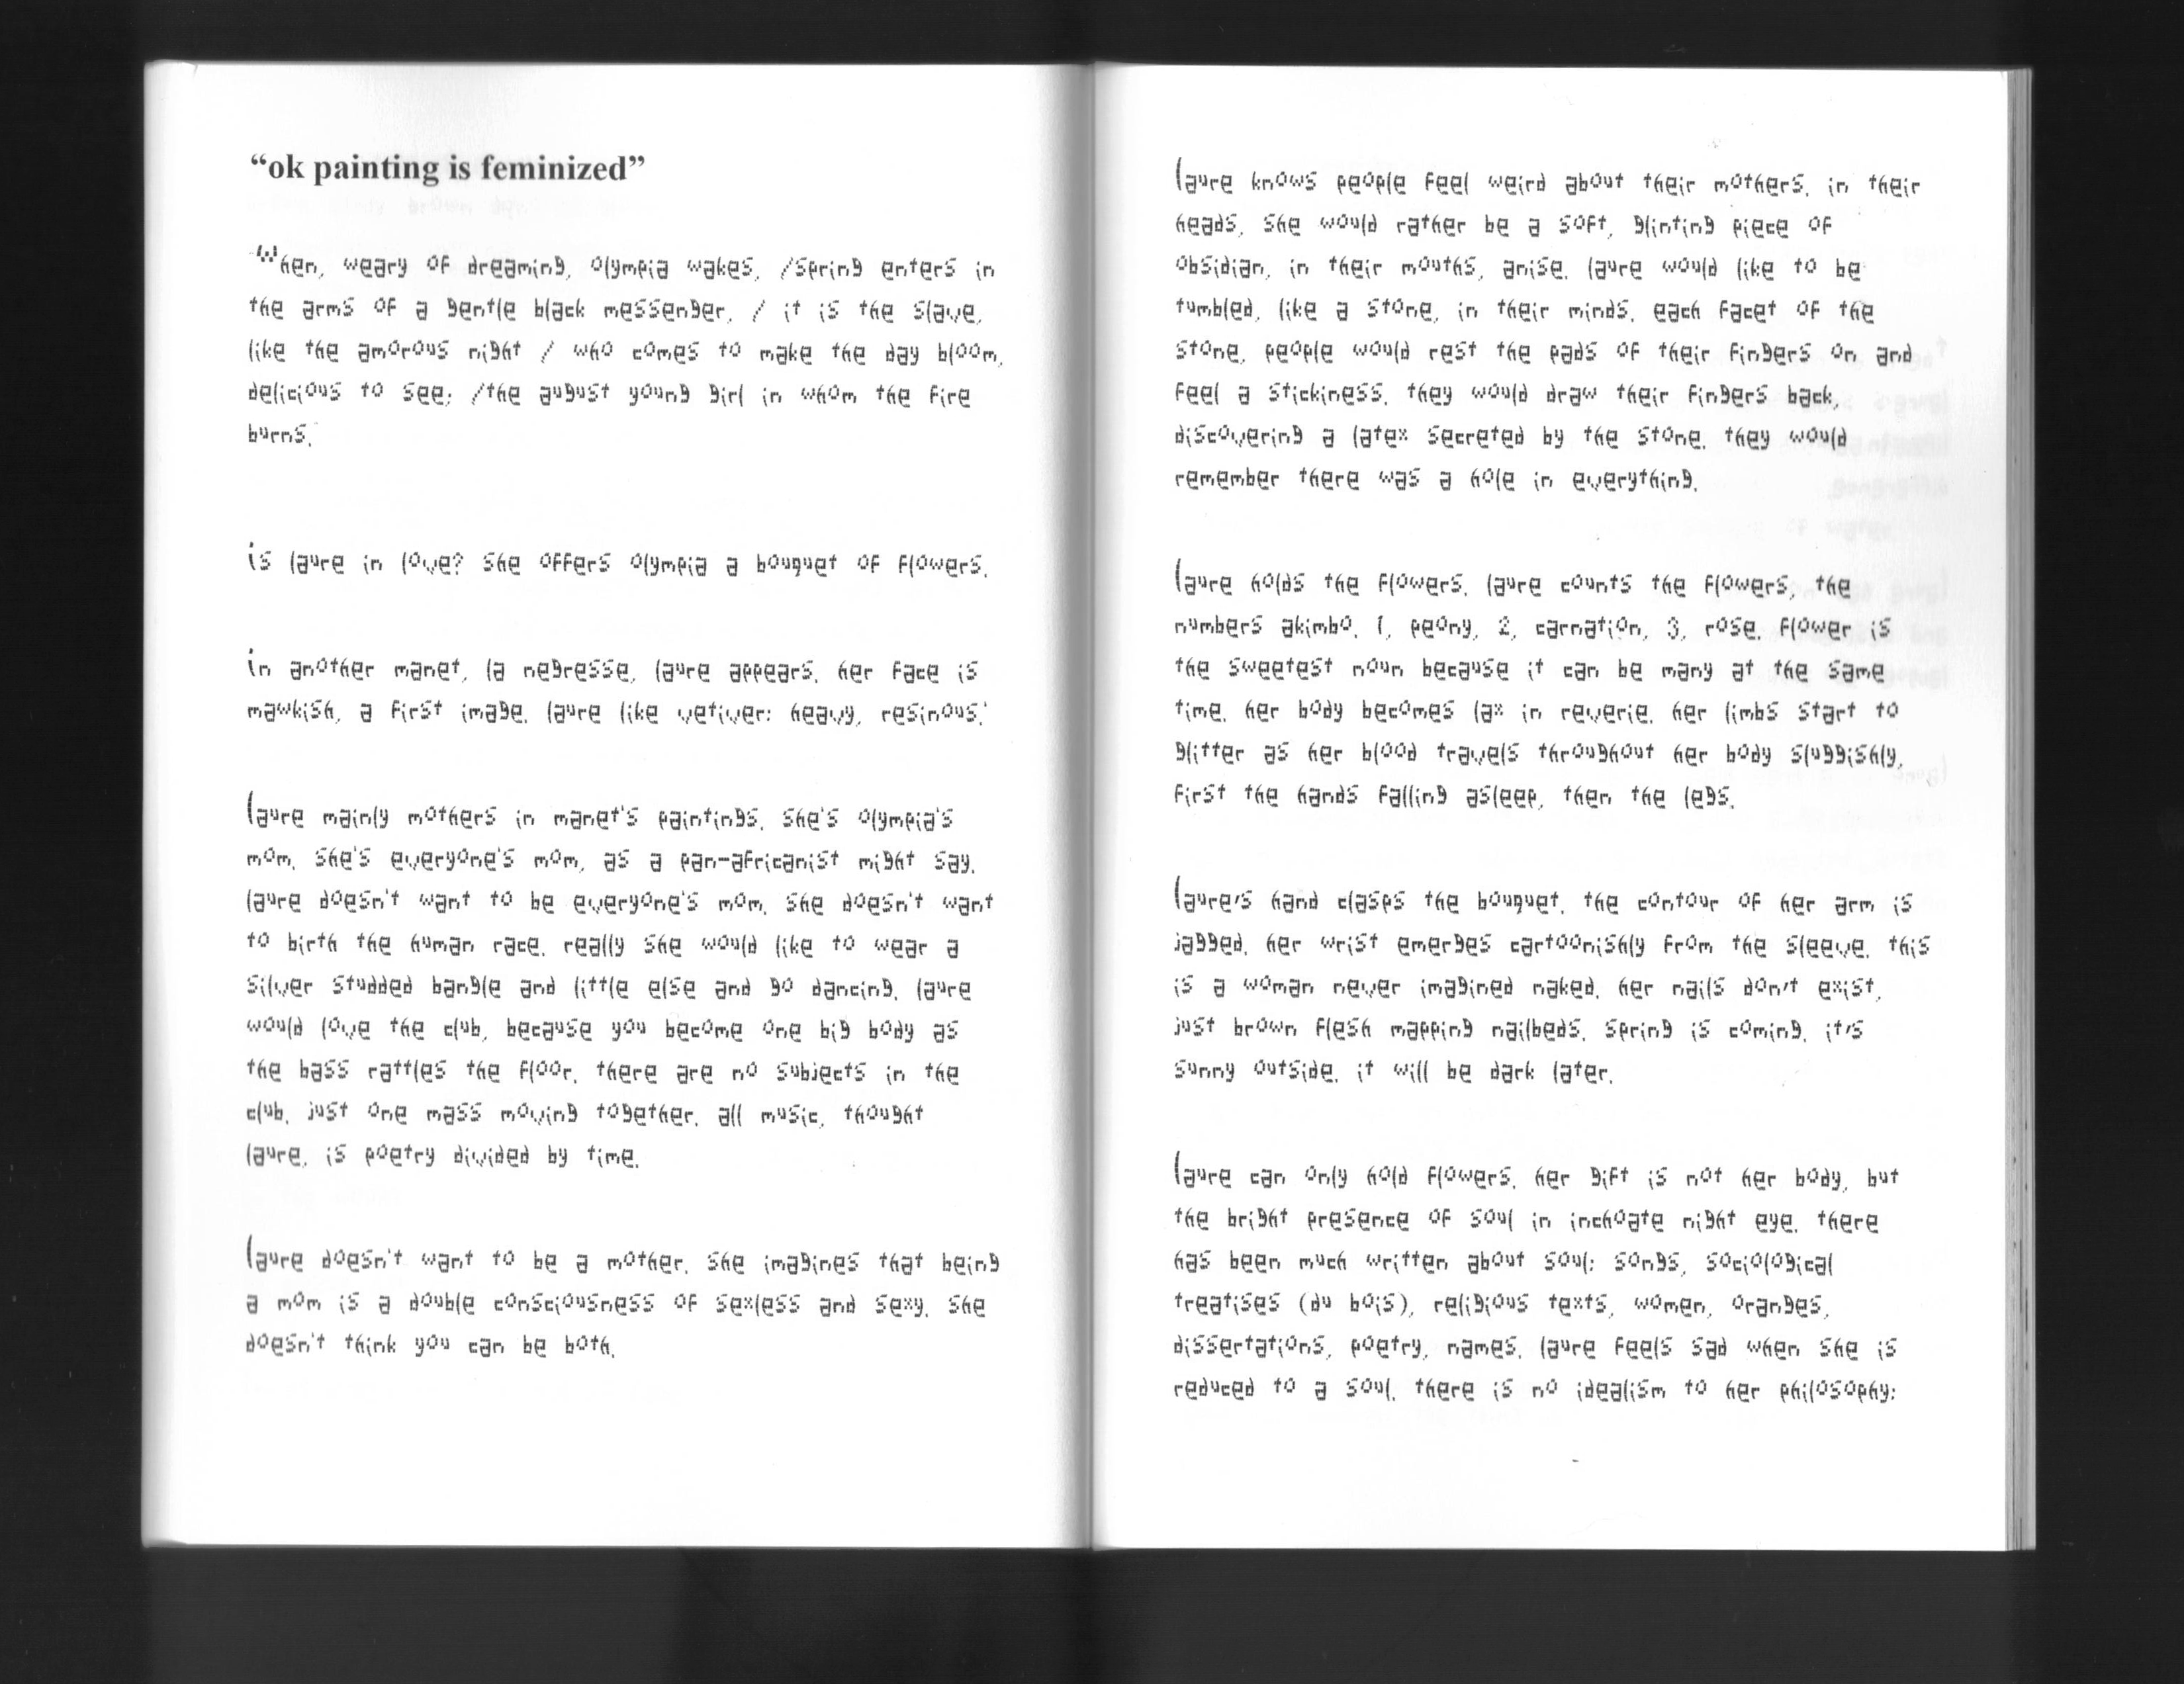 “ok painting is feminized”
“when, weary of dreaming, olympia wakes, /spring enters in
the arms of a gentle black messenger, / it is the slave,
like the amorous night / who comes to make the day bloom,
delicious to see; /the august young girl in whom the fire
burns.
is laure in love? she offers olympia a bouquet of flowers.
in another manet, la negresse, laure appears. her face is
mawkish, a first image. laure like vetiver: heavy, resinous.'
laure mainly mothers in manet's paintings. she's olympia's
mom. she's everyone's mom, as a pan-africanist might say.
laure doesn't want to be everyone's mom. she doesn't want
to birth the human race. really she would like to wear a
silver studded bangle and little else and go dancing. laure
would love the club, because you become one big body as
the bass rattles the floor. there are no subjects in the
club. just one mass moving together. all music, thought
laure, is poetry divided by time.
laure doesn't want to be a mother. she imagines that being
a mom is a double consciousness of sexless and sexy. she
doesn't think you can be both.
laure knows people feel weird about their mothers. in their
heads, she would rather be a soft, glinting piece of
obsidian, in their mouths, anise. laure would like to be
tumbled, like a stone, in their minds. each facet of the
stone, people would rest the pads of their fingers on and
feel a stickiness. they would draw their fingers back,
discovering a latex secreted by the stone. they would
remember there was a hole in everything.
laure holds the flowers. laure counts the flowers, the
numbers akimbo. 1, peony, 2, carnation, 3, rose. flower is
the sweetest noun because it can be many at the same
time. her body becomes lax in reverie. her limbs start to
glitter as her blood travels throughout her body sluggishly,
first the hands falling asleep, then the legs.
laure's hand clasps the bouquet. the contour of her arm is
jagged. her wrist emerges cartoonishly from the sleeve. this
is a woman never imagined naked. her nails don't exist,
just brown flesh mapping nailbeds. spring is coming. it's
sunny outside. it will be dark later.
laure can only hold flowers. her gift is not her body, but
the bright presence of soul in inchoate night eye. there
has been much written about soul: songs, sociological
treatises (du bois), religious texts, women, oranges,
dissertations, poetry, names. laure feels sad when she is
reduced to a soul. there is no idealism to her philosophy: